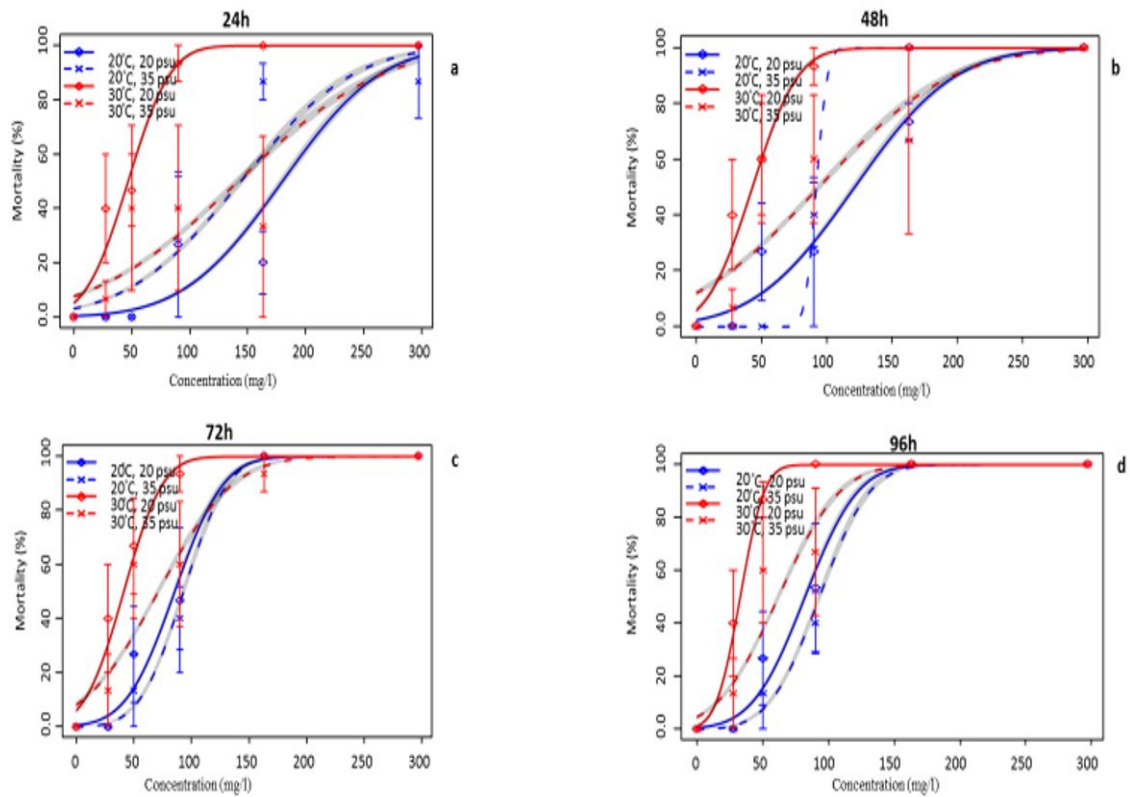 24h
a
Mortality (%)
0.0 20 40 60 80 100
20°C, 20 psu
20°C, 35 psu
30°C, 20 psu
30°C, 35 psu
0 50 100 150 200 250 300
Concentration (mg/l)
48h
b
Mortality (%)
0.0 20 40 60 80 100
20°C, 20 psu
20°C, 35 psu
30°C, 20 psu
30°C, 35 psu
0 50 100 150 200 250 300
Concentration (mg/l)
72h
c
Mortality (%)
0.0 20 40 60 80 100
20°C, 20 psu
20°C, 35 psu
30°C, 20 psu
30°C, 35 psu
0 50 100 150 200 250 300
Concentration (mg/l)
96h
d
Mortality (%)
0.0 20 40 60 80 100
20°C, 20 psu
20°C, 35 psu
30°C, 20 psu
30°C, 35 psu
0 50 100 150 200 250 300
Concentration (mg/l)